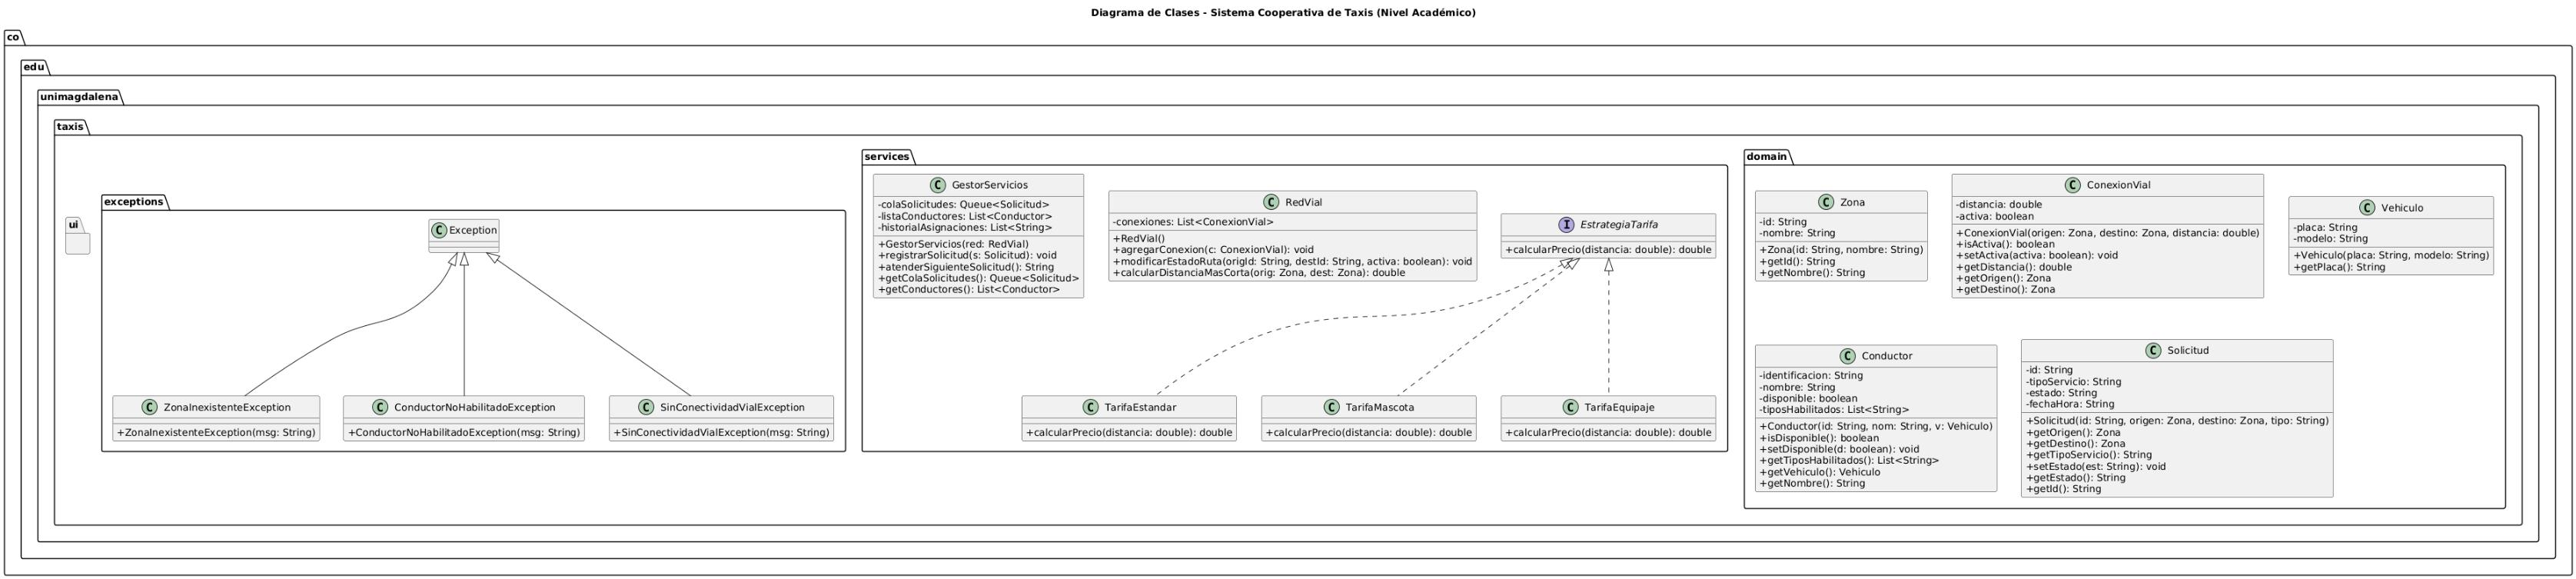 Diagrama de Clases - Sistema Cooperativa de Taxis (Nivel Académico)
co
edu
unimagdalena
taxis
ui
exceptions
C Exception
C ZonaInexistenteException
+ZonaInexistenteException(msg: String)
C ConductorNoHabilitadoException
+ConductorNoHabilitadoException(msg: String)
C SinConectividadVialException
+SinConectividadVialException(msg: String)
services
C GestorServicios
-colaSolicitudes: Queue<Solicitud>
-listaConductores: List<Conductor>
-historialAsignaciones: List<String>
+GestorServicios(red: RedVial)
+registrarSolicitud(s: Solicitud): void
+atenderSiguienteSolicitud(): String
+getColaSolicitudes(): Queue<Solicitud>
+getConductores(): List<Conductor>
C RedVial
-conexiones: List<ConexionVial>
+RedVial()
+agregarConexion(c: ConexionVial): void
+modificarEstadoRuta(origId: String, destId: String, activa: boolean): void
+calcularDistanciaMasCorta(orig: Zona, dest: Zona): double
I EstrategiaTarifa
+calcularPrecio(distancia: double): double
C TarifaEstandar
+calcularPrecio(distancia: double): double
C TarifaMascota
+calcularPrecio(distancia: double): double
C TarifaEquipaje
+calcularPrecio(distancia: double): double
domain
C Zona
-id: String
-nombre: String
+Zona(id: String, nombre: String)
+getId(): String
+getNombre(): String
C ConexionVial
-distancia: double
-activa: boolean
+ConexionVial(origen: Zona, destino: Zona, distancia: double)
+isActiva(): boolean
+setActiva(activa: boolean): void
+getDistancia(): double
+getOrigen(): Zona
+getDestino(): Zona
C Vehiculo
-placa: String
-modelo: String
+Vehiculo(placa: String, modelo: String)
+getPlaca(): String
C Conductor
-identificacion: String
-nombre: String
-disponible: boolean
-tiposHabilitados: List<String>
+Conductor(id: String, nom: String, v: Vehiculo)
+isDisponible(): boolean
+setDisponible(d: boolean): void
+getTiposHabilitados(): List<String>
+getVehiculo(): Vehiculo
+getNombre(): String
C Solicitud
-id: String
-tipoServicio: String
-estado: String
-fechaHora: String
+Solicitud(id: String, origen: Zona, destino: Zona, tipo: String)
+getOrigen(): Zona
+getDestino(): Zona
+getTipoServicio(): String
+setEstado(est: String): void
+getEstado(): String
+getId(): String